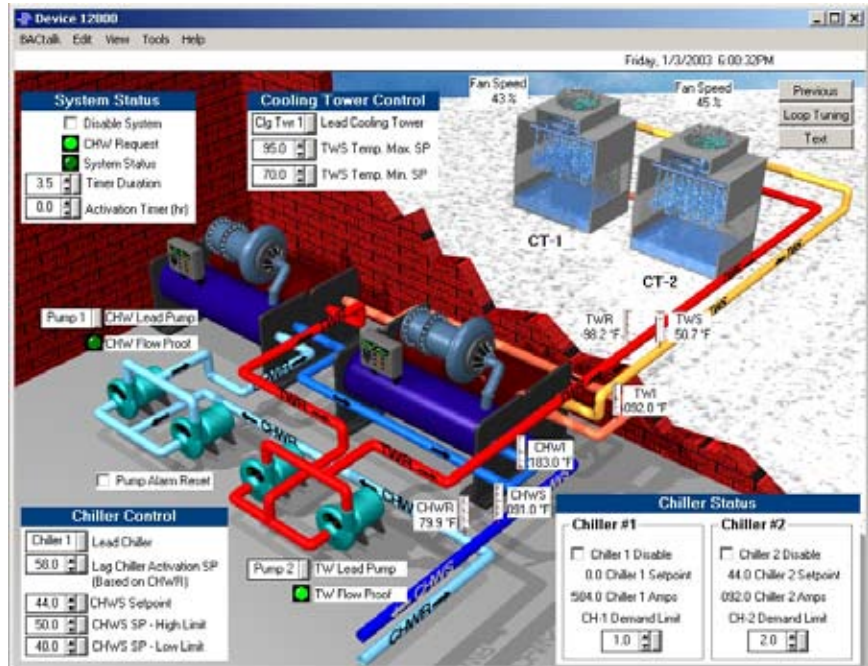 Device 12000
BACtalk Edit View Tools Help
Friday, 1/3/2003 6:00:32PM
System Status
Disable System
CHW Request
System Status
3.5 Timer Duration
0.0 Activation Timer (hr)
Cooling Tower Control
Clg Twr 1 Lead Cooling Tower
95.0 TWS Temp. Max. SP
70.0 TWS Temp. Min. SP
Fan Speed
43 %
Fan Speed
45 %
Previous
Loop Tuning
Text
CT-1
CT-2
TWS
TWS
TWR
98.2 °F
TWS
50.7 °F
TWI
-092.0 °F
Pump 1 CHW Lead Pump
CHW Flow Proof
TWR
TWR
CHWR
CHWI
183.0 °F
CHWS
091.0 °F
CHWR
79.9 °F
CHWR
CHWS
CHWR
Pump Alarm Reset
Pump 2 TW Lead Pump
TW Flow Proof
Chiller Control
Chiller 1 Lead Chiller
58.0 Lag Chiller Activation SP
(Based on CHWR)
44.0 CHWS Setpoint
50.0 CHWS SP - High Limit
40.0 CHWS SP - Low Limit
Chiller Status
Chiller #1
Chiller 1 Disable
0.0 Chiller 1 Setpoint
584.0 Chiller 1 Amps
CH-1 Demand Limit
1.0
Chiller #2
Chiller 2 Disable
44.0 Chiller 2 Setpoint
092.0 Chiller 2 Amps
CH-2 Demand Limit
2.0